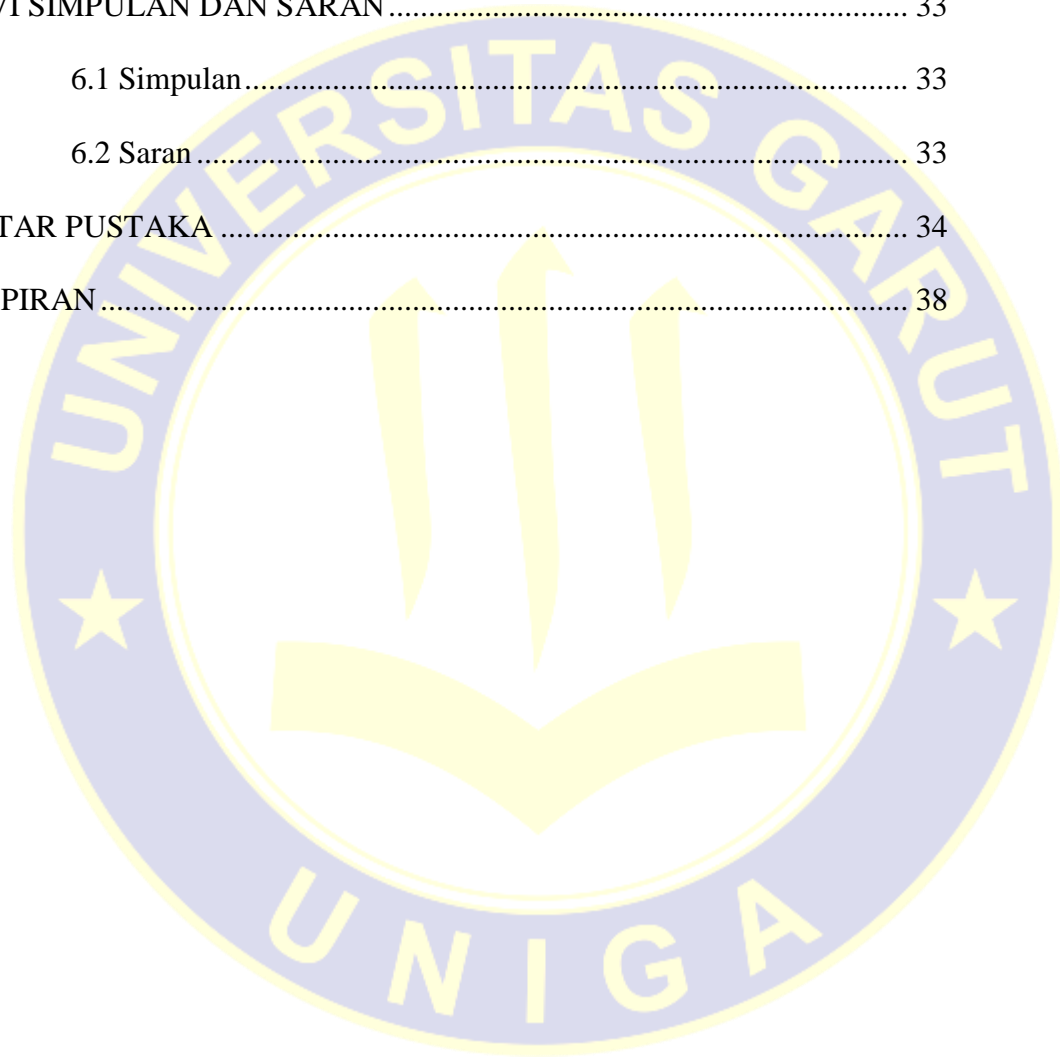 VI SIMPULAN DAN SARAN ........ 33
6.1 Simpulan ........ 33
6.2 Saran ........ 33
TAR PUSTAKA ........ 34
PIRAN ........ 38
UNIVERSITAS GARUT
UNIGA